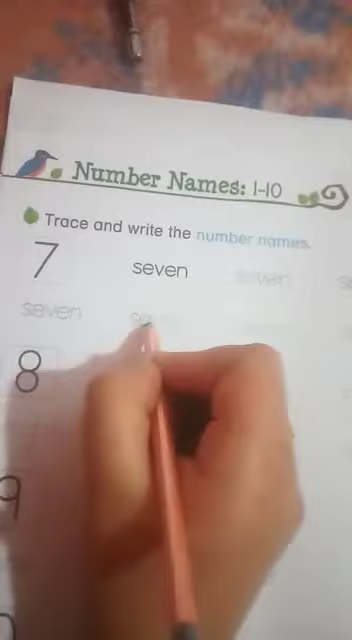 Number Names: 1-10
Trace and write the number names.
7 seven seven
seven
8
9